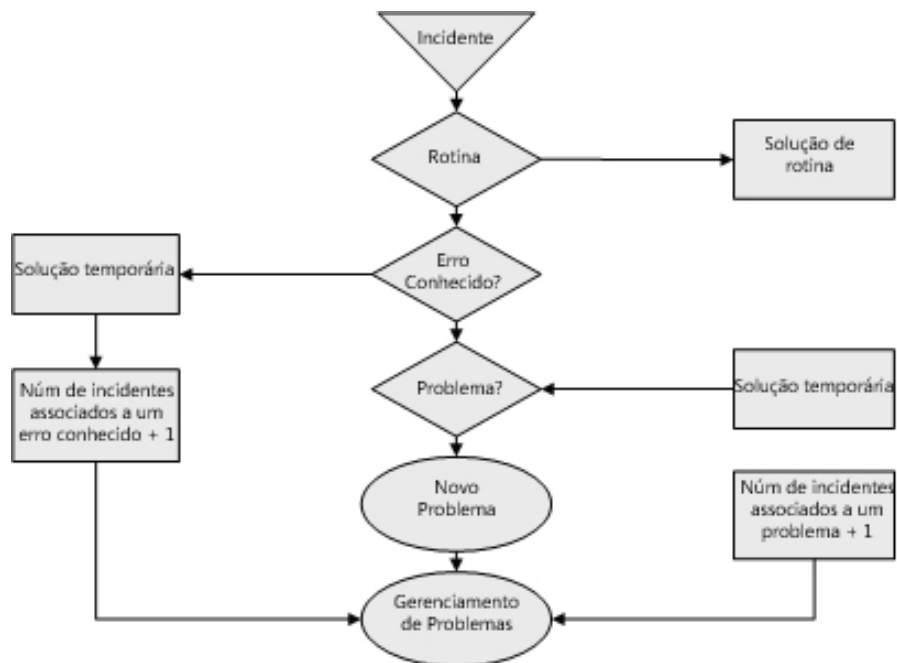 Incidente
Rotina
Solução de
rotina
Erro
Conhecido?
Solução temporária
Problema?
Solução temporária
Núm de incidentes
associados a um
erro conhecido + 1
Novo
Problema
Núm de incidentes
associados a um
problema + 1
Gerenciamento
de Problemas